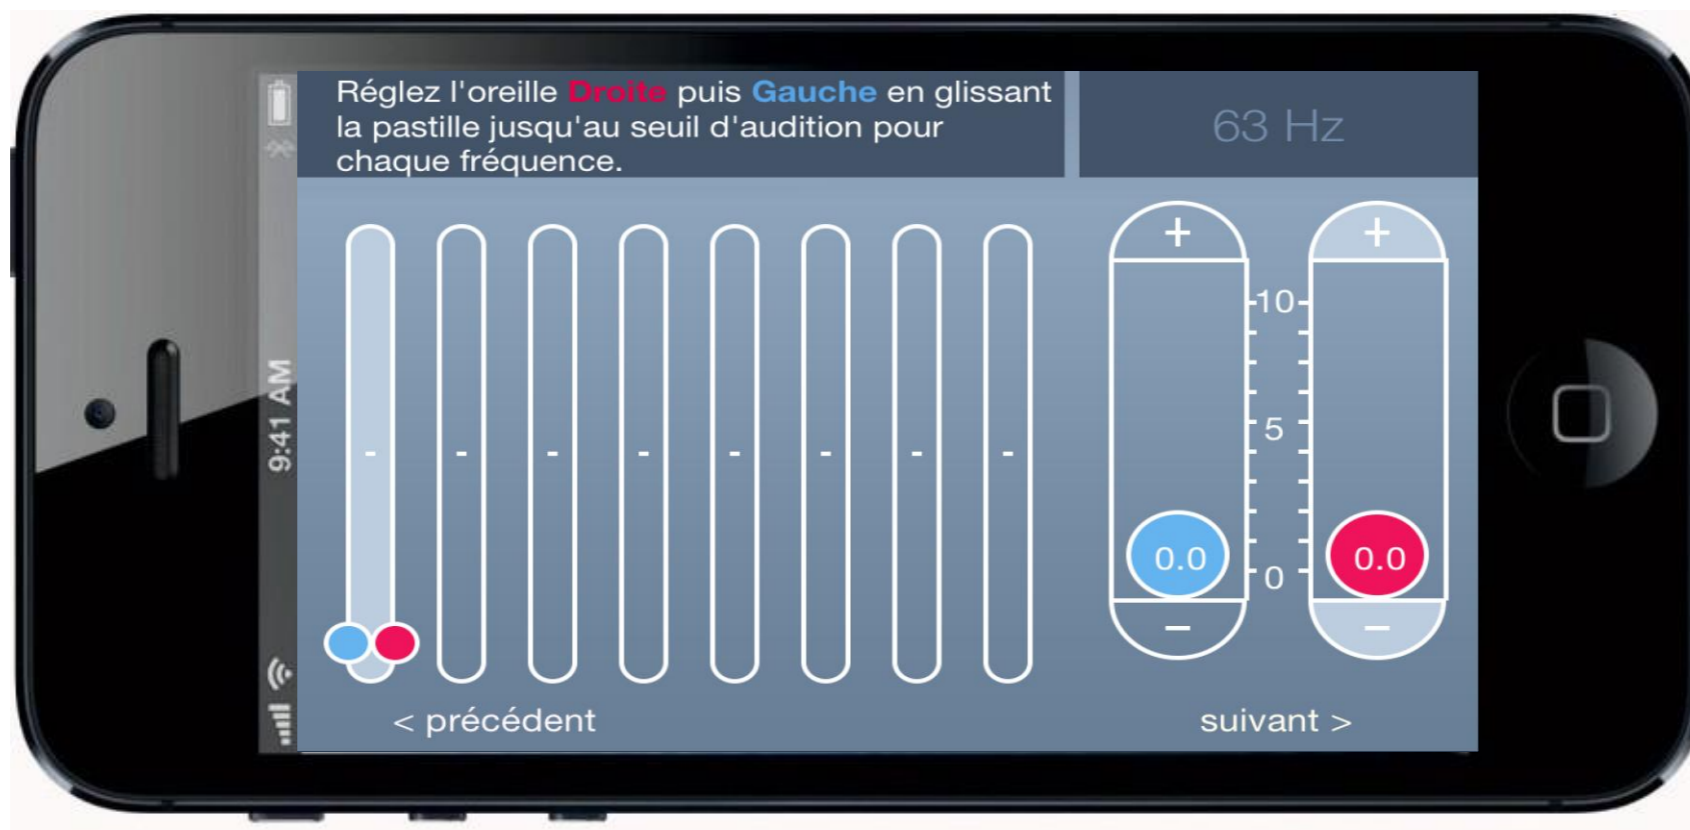 Réglez l'oreille Droite puis Gauche en glissant
la pastille jusqu'au seuil d'audition pour
chaque fréquence.
63 Hz
9:41 AM
- - - - - - - -
+ +
10
5
0
0.0 0.0
- -
< précédent
suivant >